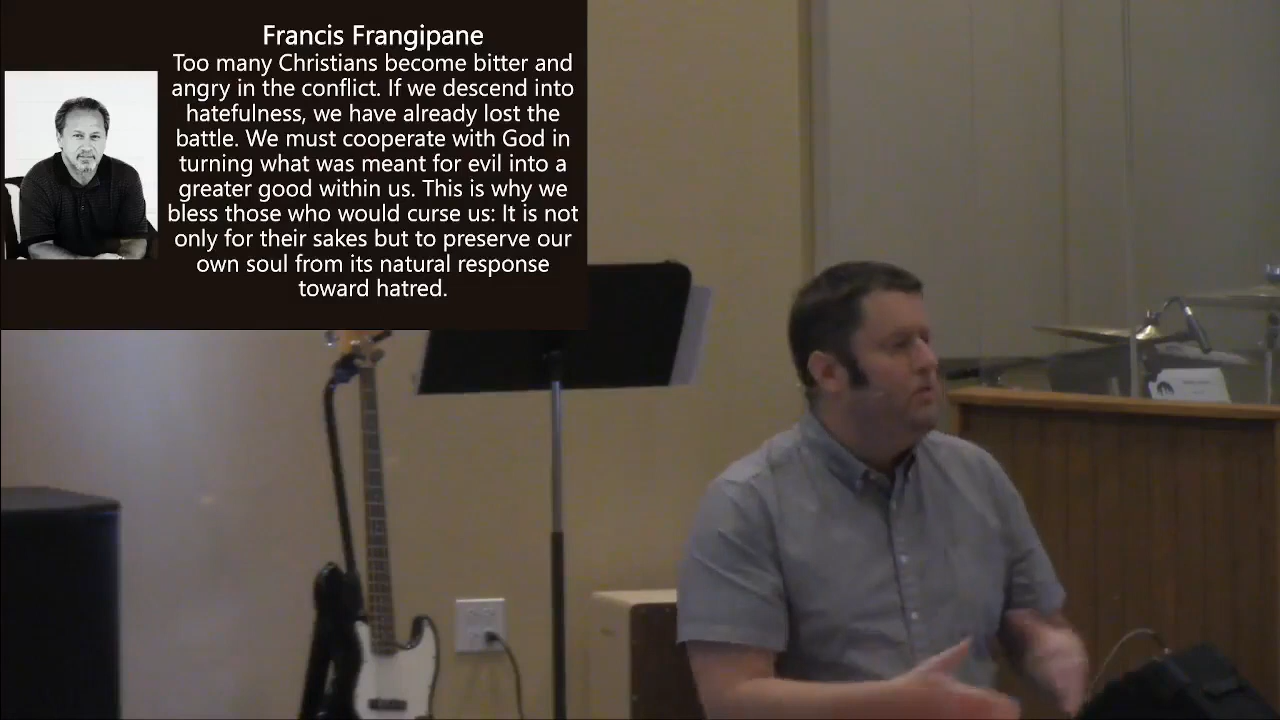 Francis Frangipane
Too many Christians become bitter and
angry in the conflict. If we descend into
hatefulness, we have already lost the
battle. We must cooperate with God in
turning what was meant for evil into a
greater good within us. This is why we
bless those who would curse us: It is not
only for their sakes but to preserve our
own soul from its natural response
toward hatred.